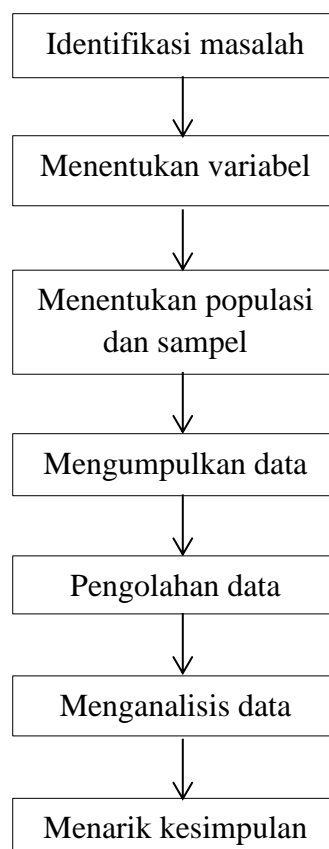 Identifikasi masalah
Menentukan variabel
Menentukan populasi
dan sampel
Mengumpulkan data
Pengolahan data
Menganalisis data
Menarik kesimpulan